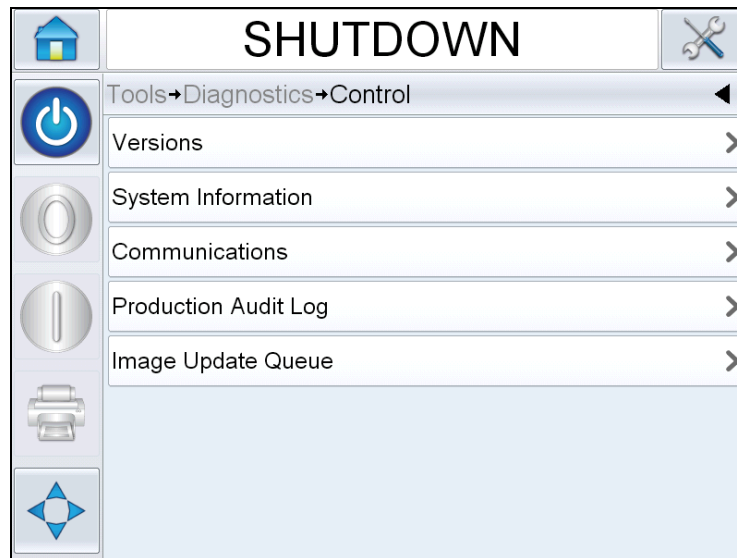 SHUTDOWN
Tools→Diagnostics→Control
Versions
System Information
Communications
Production Audit Log
Image Update Queue